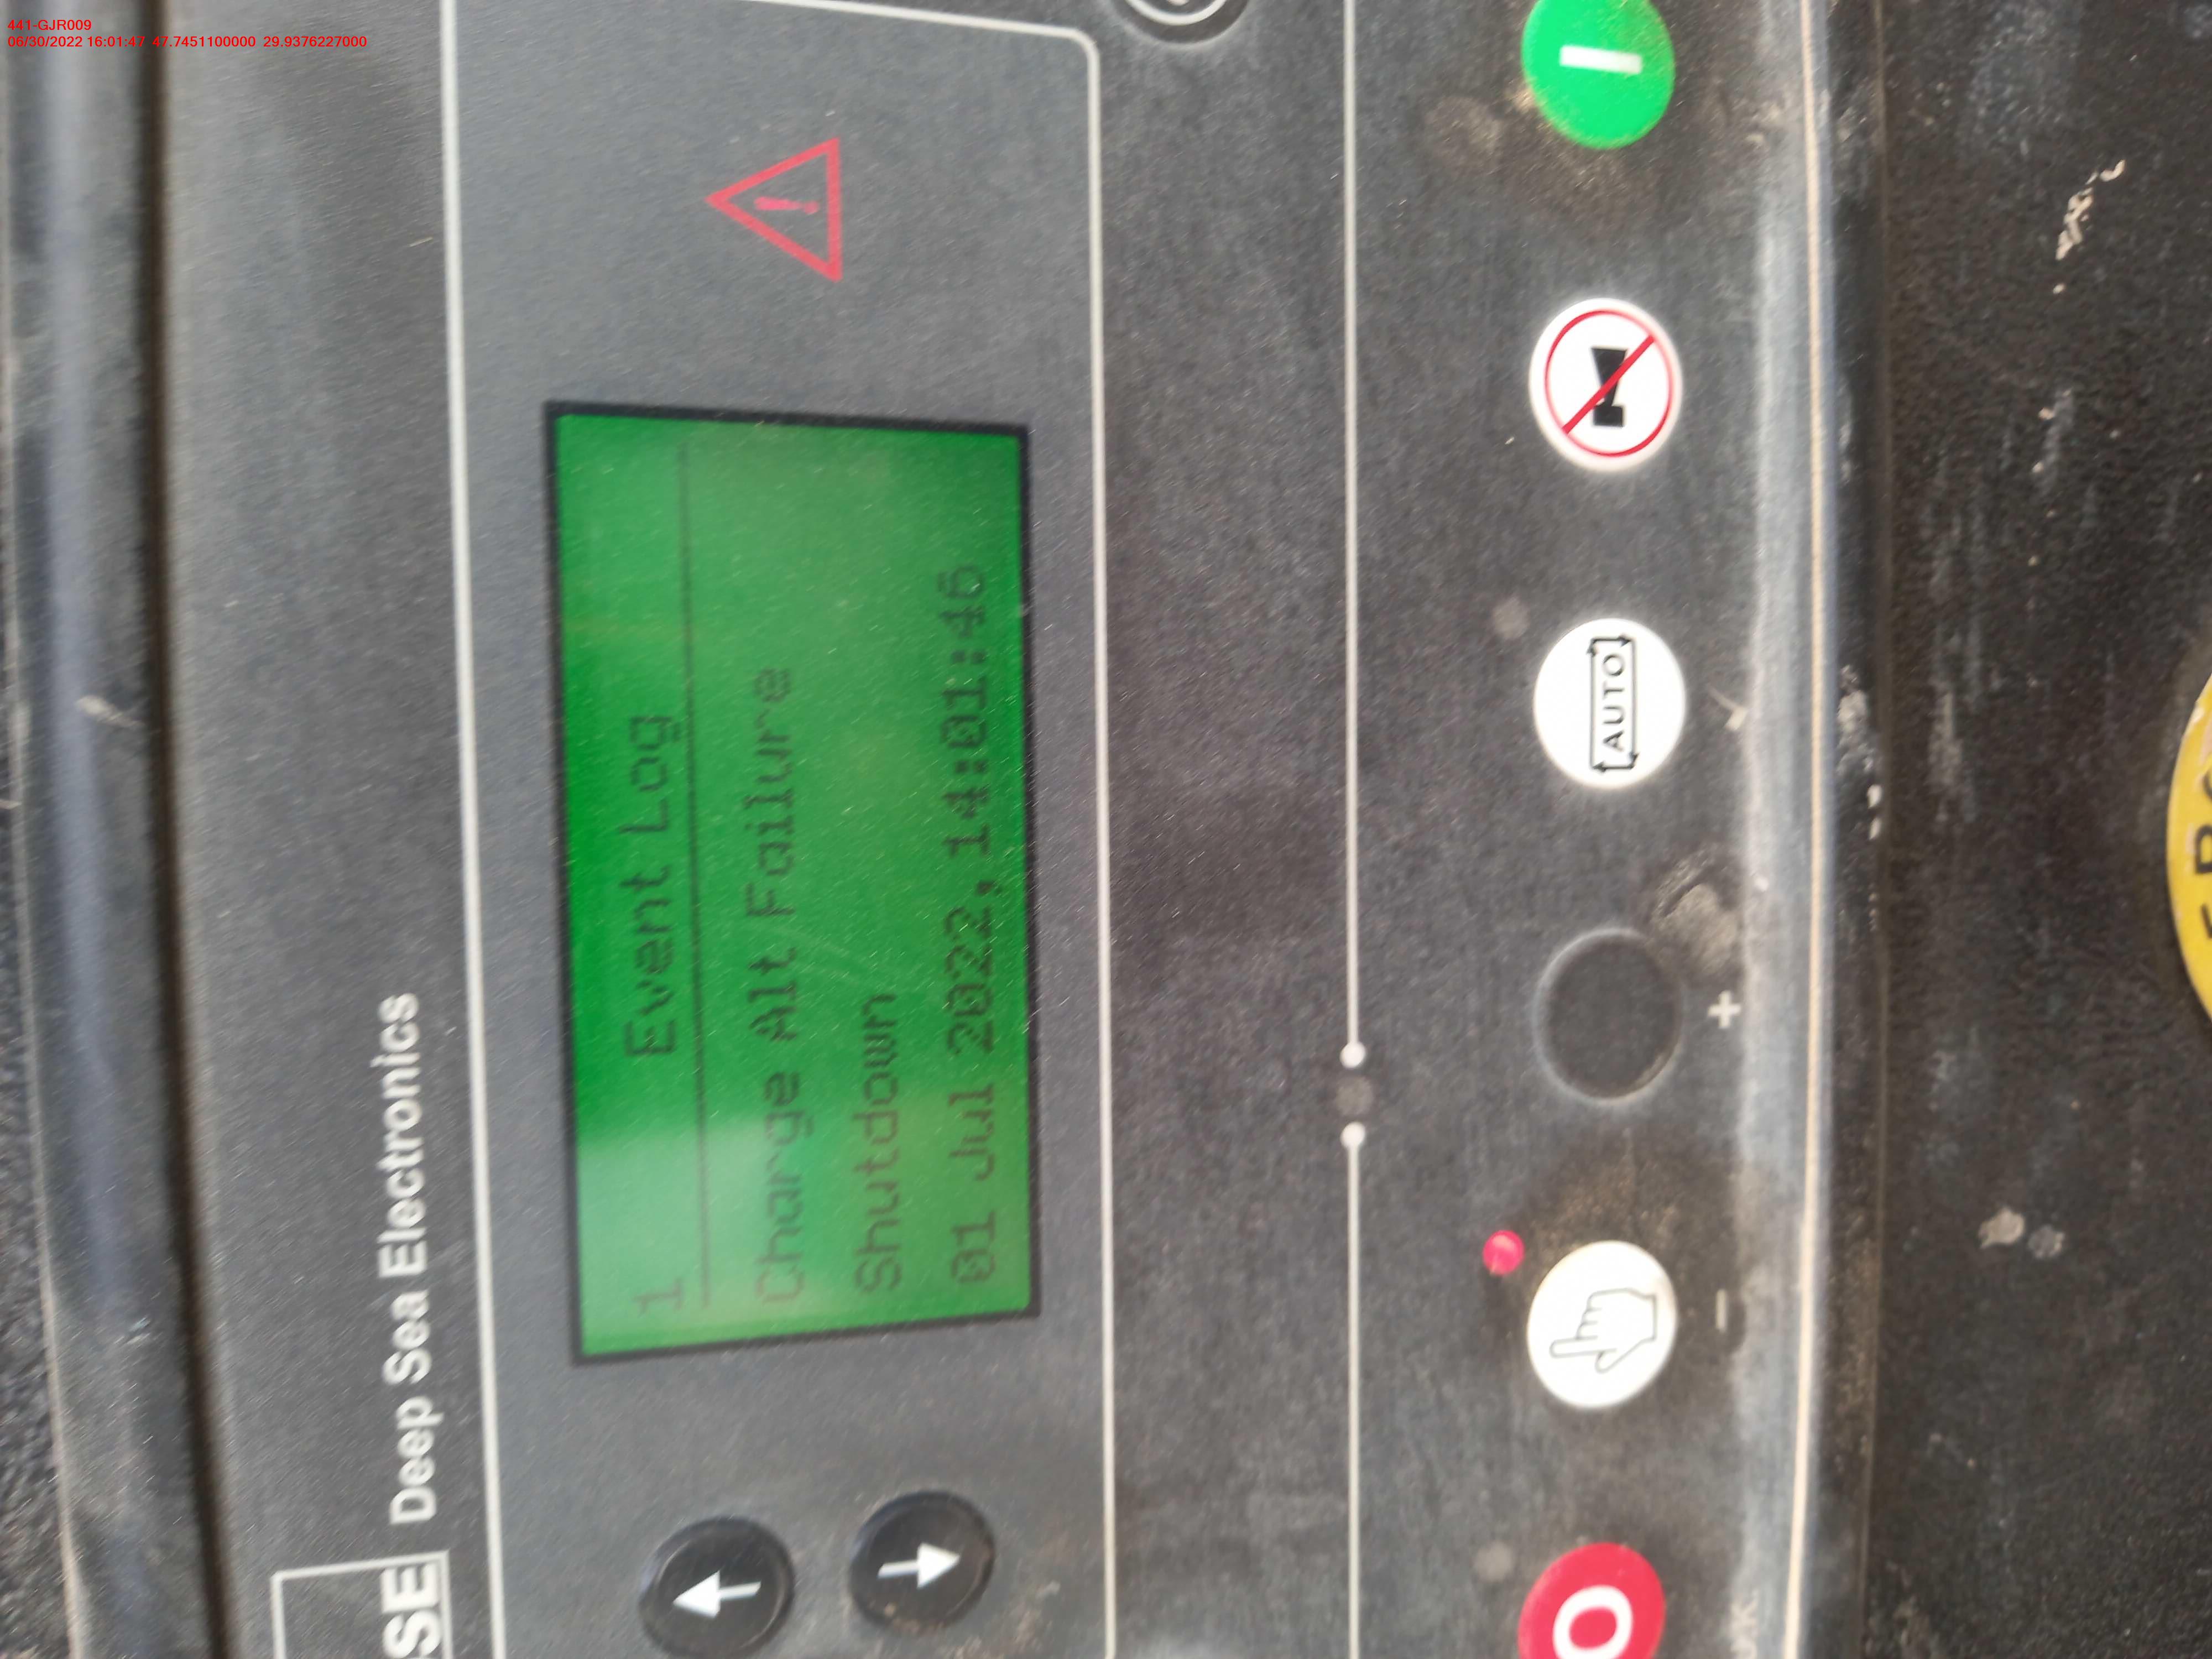 441-GJR009
06/30/2022 16:01:47 47.7451100000 29.9376227000
DSE Deep Sea Electronics
1 Event Log
Charge Alt Failure
Shutdown
01 Jul 2022, 14:01:46
AUTO
+
-
O
I